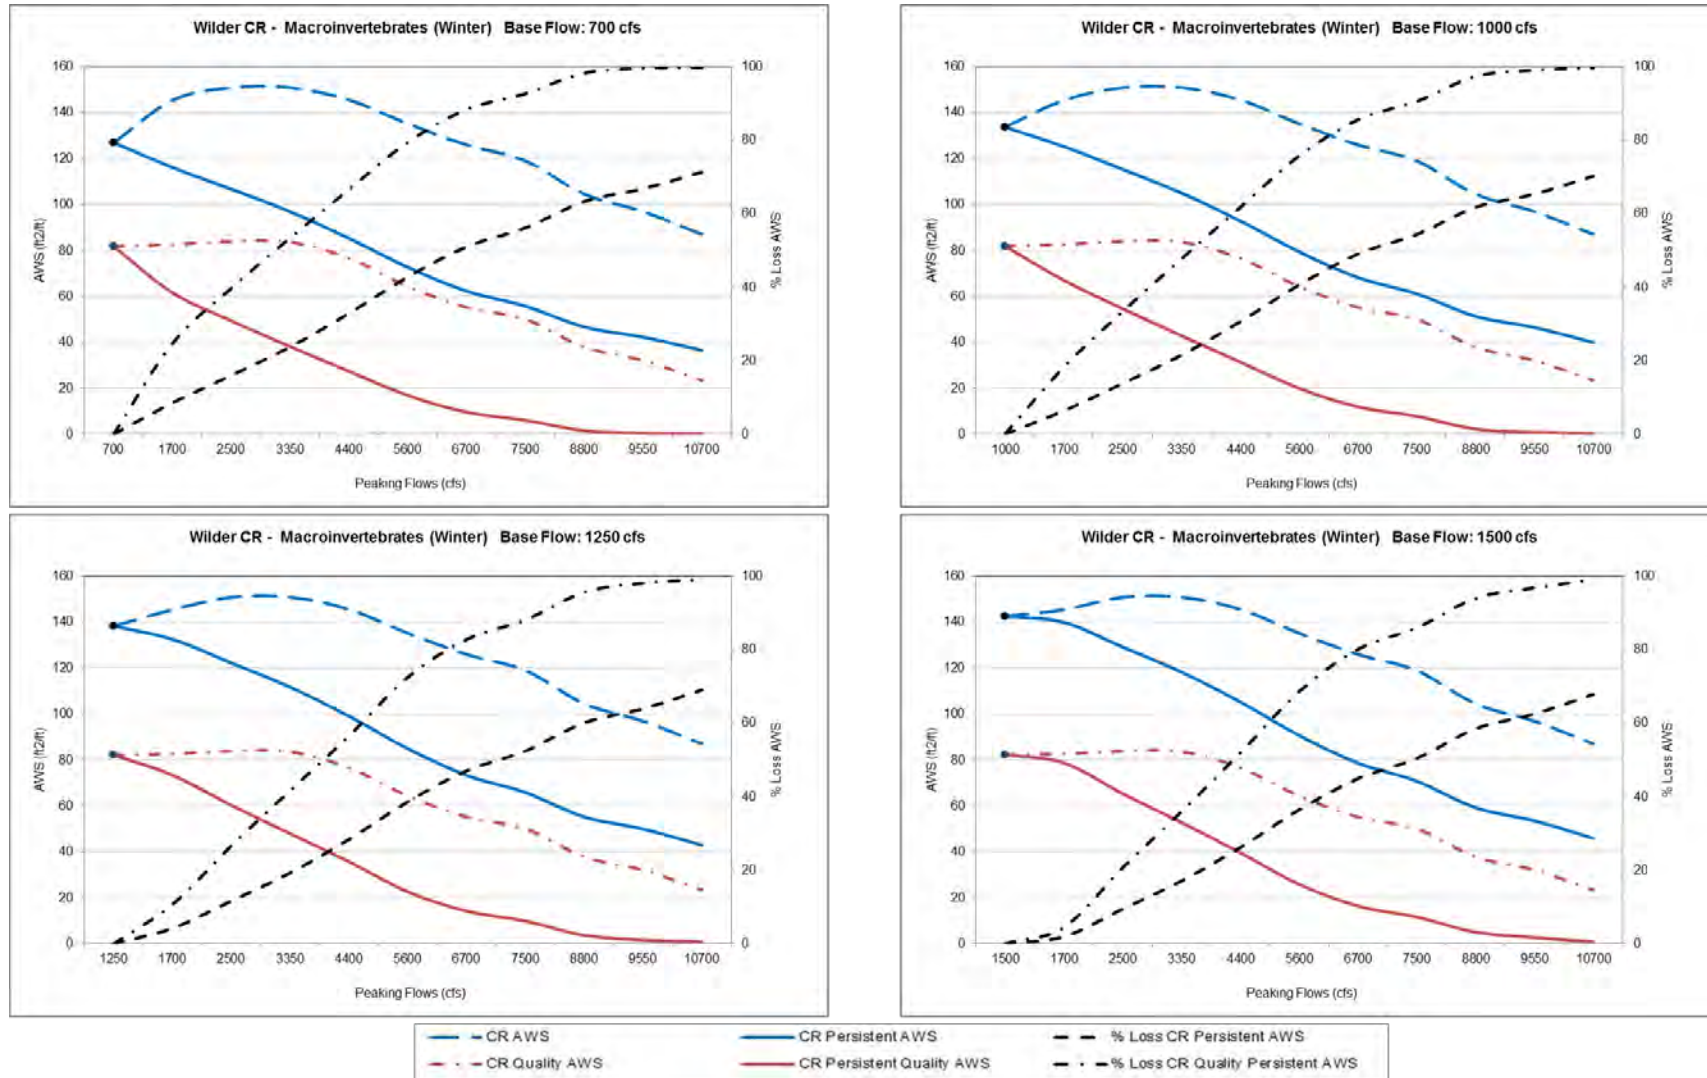 Wilder CR - Macroinvertebrates (Winter) Base Flow: 700 cfs
160
140
120
100
80
60
40
20
0
AWS (ft2/ft)
100
80
60
40
20
0
% Loss AWS
700 1700 2500 3350 4400 5600 6700 7500 8800 9550 10700
Peaking Flows (cfs)
Wilder CR - Macroinvertebrates (Winter) Base Flow: 1000 cfs
160
140
120
100
80
60
40
20
0
AWS (ft2/ft)
100
80
60
40
20
0
% Loss AWS
1000 1700 2500 3350 4400 5600 6700 7500 8800 9550 10700
Peaking Flows (cfs)
Wilder CR - Macroinvertebrates (Winter) Base Flow: 1250 cfs
160
140
120
100
80
60
40
20
0
AWS (ft2/ft)
100
80
60
40
20
0
% Loss AWS
1250 1700 2500 3350 4400 5600 6700 7500 8800 9550 10700
Peaking Flows (cfs)
Wilder CR - Macroinvertebrates (Winter) Base Flow: 1500 cfs
160
140
120
100
80
60
40
20
0
AWS (ft2/ft)
100
80
60
40
20
0
% Loss AWS
1500 1700 2500 3350 4400 5600 6700 7500 8800 9550 10700
Peaking Flows (cfs)
CR AWS CR Persistent AWS % Loss CR Persistent AWS
CR Quality AWS CR Persistent Quality AWS % Loss CR Quality Persistent AWS